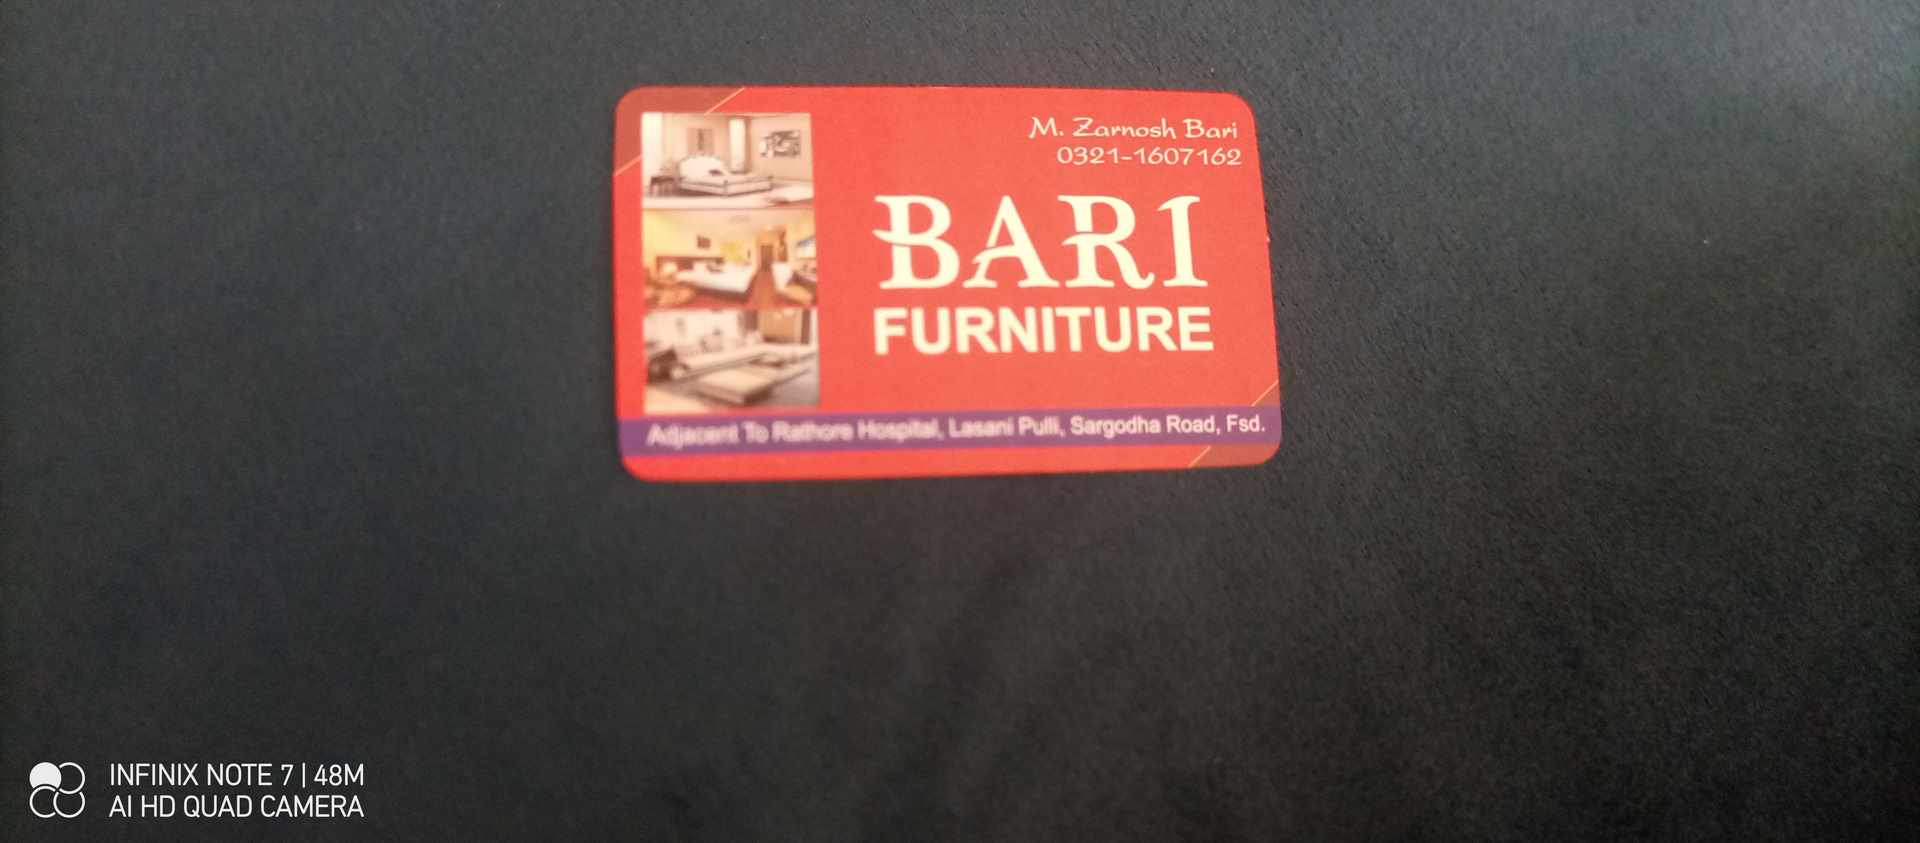 M. Zarnosh Bari
0321-1607162
BARI
FURNITURE
Adjacent To Rathore Hospital, Lasani Pulli, Sargodha Road, Fsd.
INFINIX NOTE 7 | 48M
AI HD QUAD CAMERA